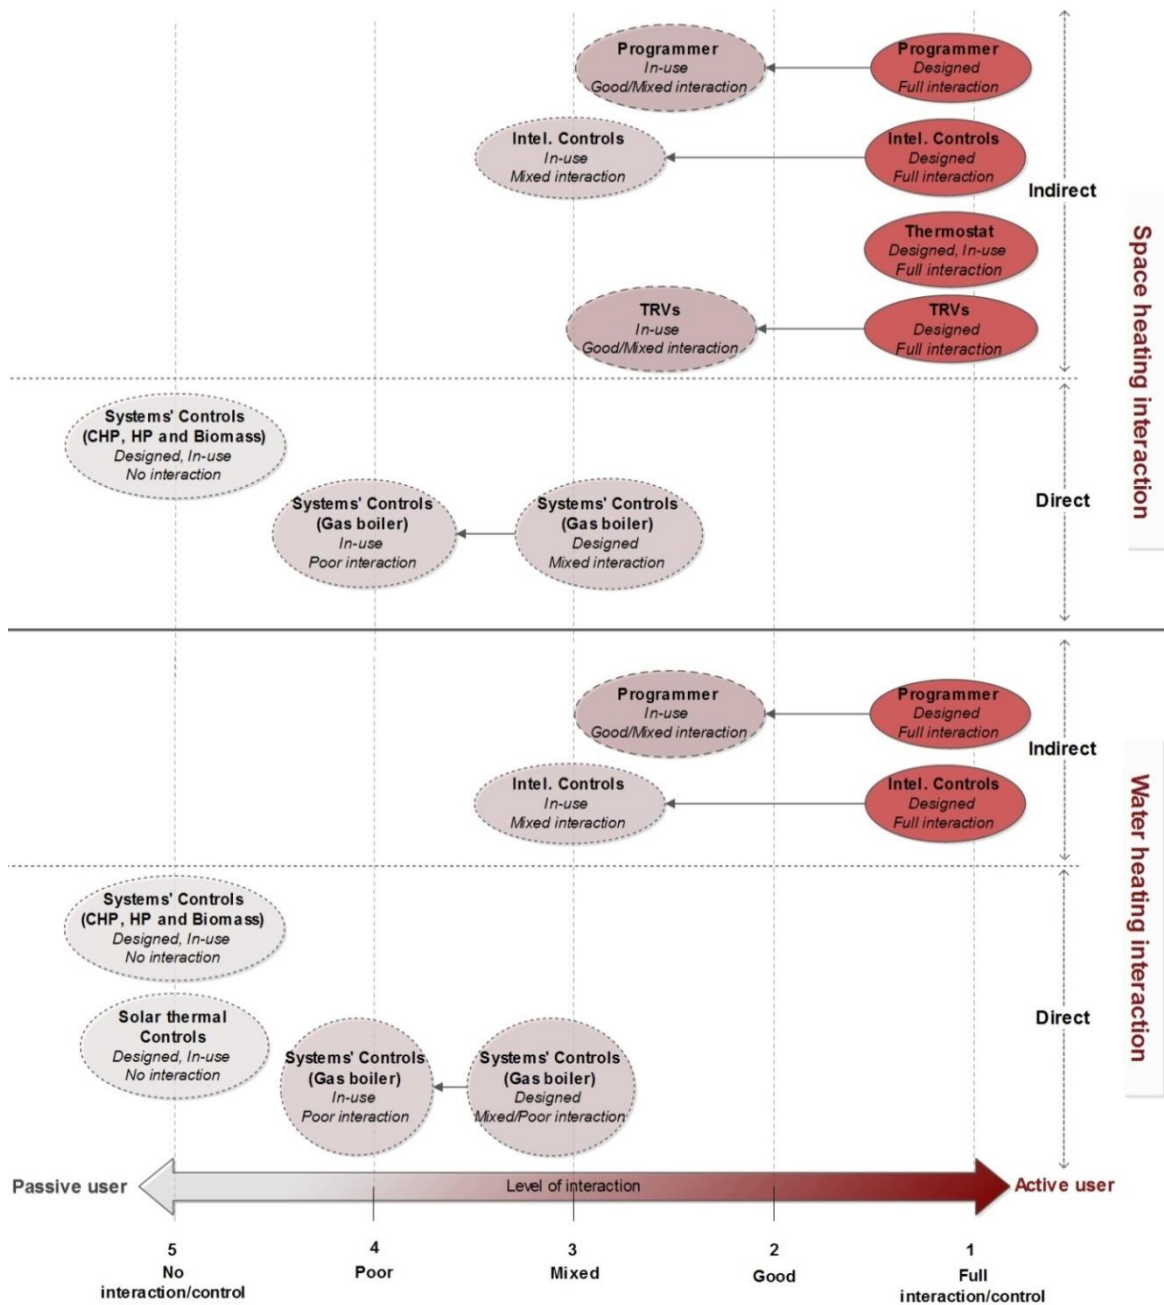 Programmer
In-use
Good/Mixed interaction
Programmer
Designed
Full interaction
Intel. Controls
In-use
Mixed interaction
Intel. Controls
Designed
Full interaction
Indirect
Thermostat
Designed, In-use
Full interaction
TRVs
In-use
Good/Mixed interaction
TRVs
Designed
Full interaction
Space heating interaction
Systems' Controls
(CHP, HP and Biomass)
Designed, In-use
No interaction
Systems' Controls
(Gas boiler)
In-use
Poor interaction
Systems' Controls
(Gas boiler)
Designed
Mixed interaction
Direct
Programmer
In-use
Good/Mixed interaction
Programmer
Designed
Full interaction
Indirect
Intel. Controls
In-use
Mixed interaction
Intel. Controls
Designed
Full interaction
Water heating interaction
Systems' Controls
(CHP, HP and Biomass)
Designed, In-use
No interaction
Solar thermal
Controls
Designed, In-use
No interaction
Systems' Controls
(Gas boiler)
In-use
Poor interaction
Systems' Controls
(Gas boiler)
Designed
Mixed/Poor interaction
Direct
Passive user
Level of interaction
Active user
5
No
interaction/control
4
Poor
3
Mixed
2
Good
1
Full
interaction/control